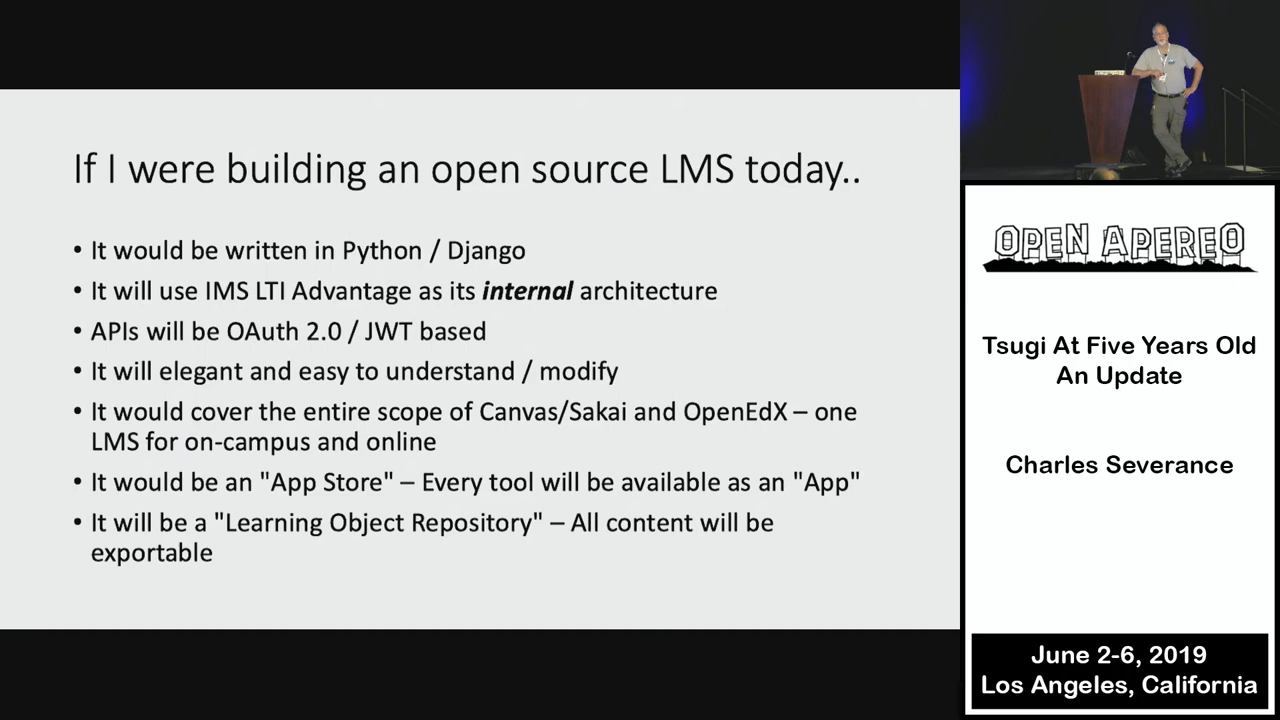 If I were building an open source LMS today..
• It would be written in Python / Django
• It will use IMS LTI Advantage as its internal architecture
• APIs will be OAuth 2.0 / JWT based
• It will elegant and easy to understand / modify
• It would cover the entire scope of Canvas/Sakai and OpenEdX – one
LMS for on-campus and online
• It would be an "App Store" – Every tool will be available as an "App"
• It will be a "Learning Object Repository" – All content will be
exportable
OPEN APEREO
Tsugi At Five Years Old
An Update
Charles Severance
June 2-6, 2019
Los Angeles, California